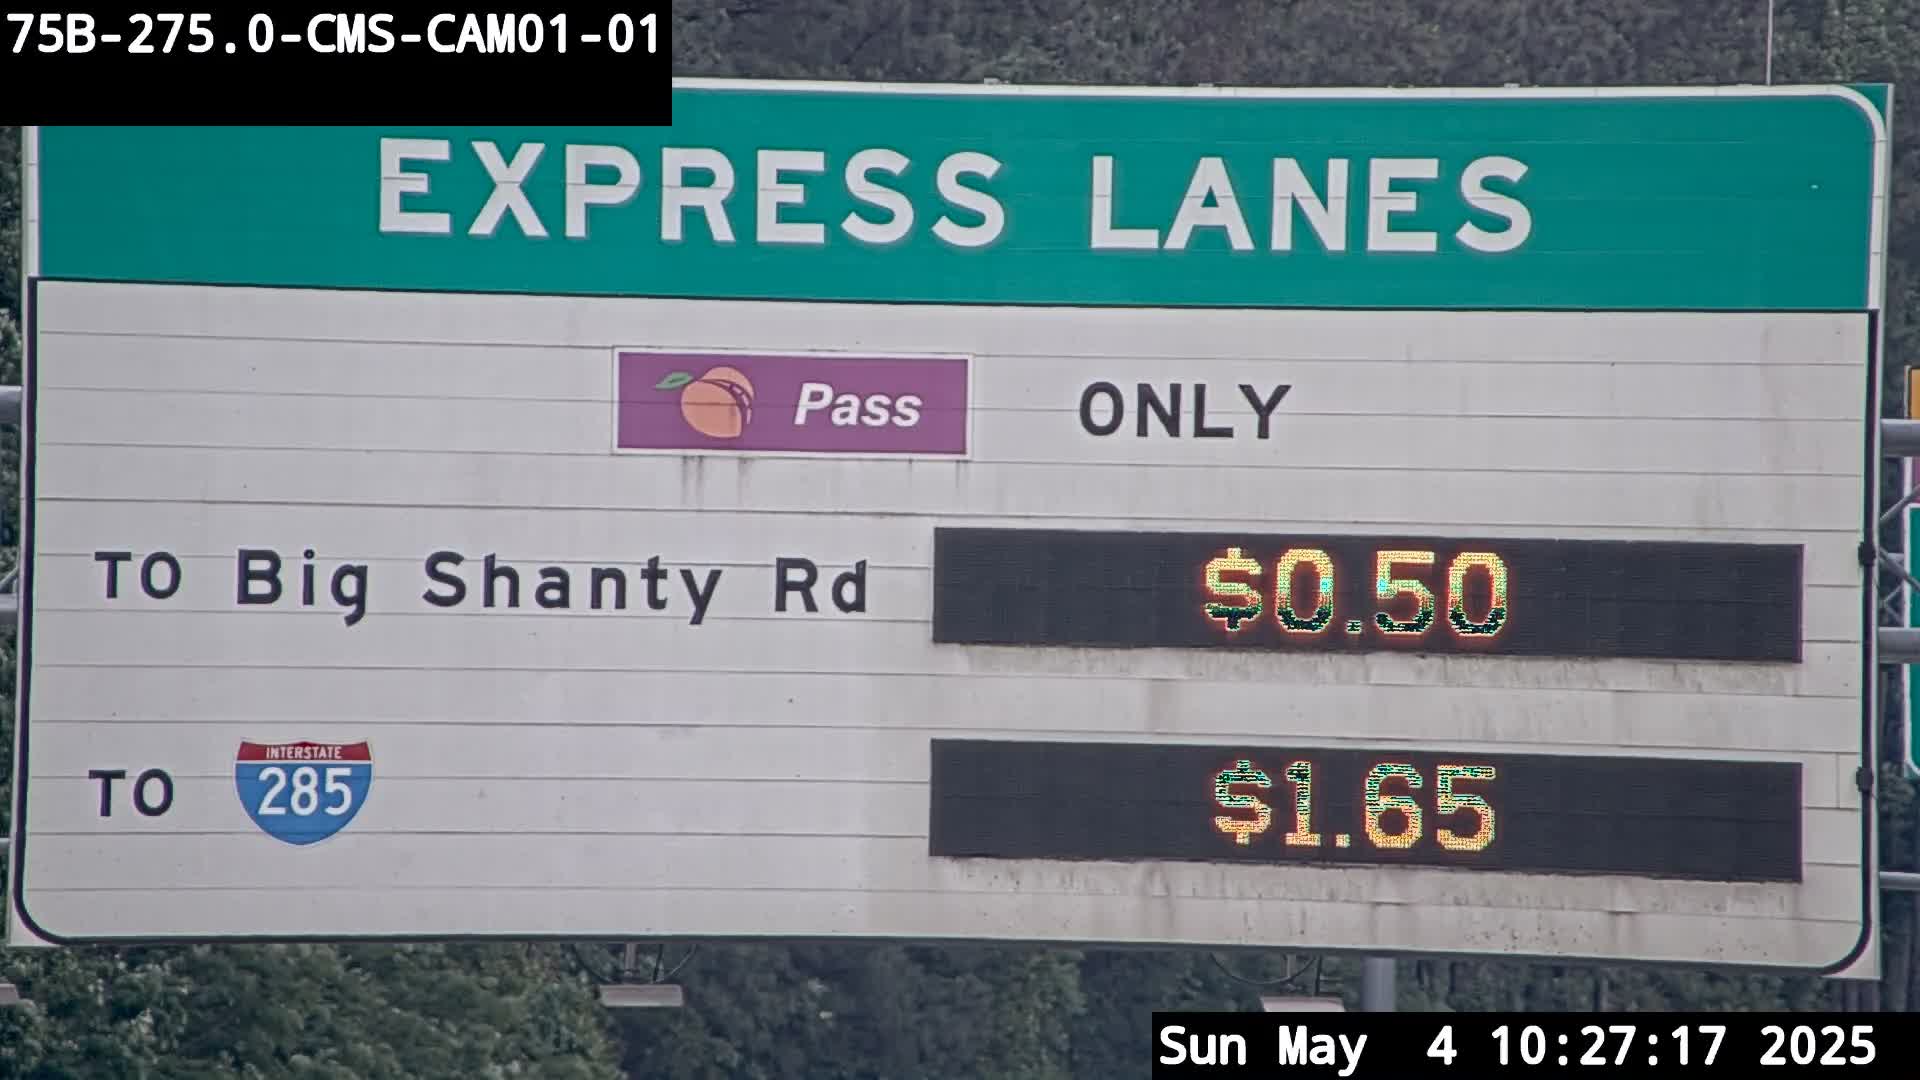 75B-275.0-CMS-CAM01-01
EXPRESS LANES
Pass ONLY
TO Big Shanty Rd $0.50
TO INTERSTATE 285 $1.65
Sun May 4 10:27:17 2025